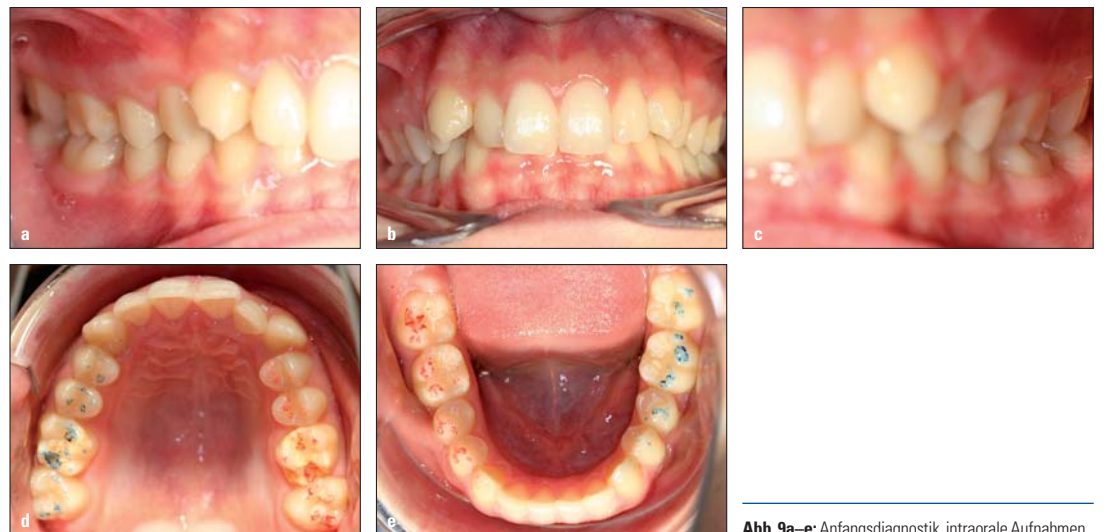 a
b
c
d
e
Abb. 9a–e: Anfangsdiagnostik, intraorale Aufnahmen.